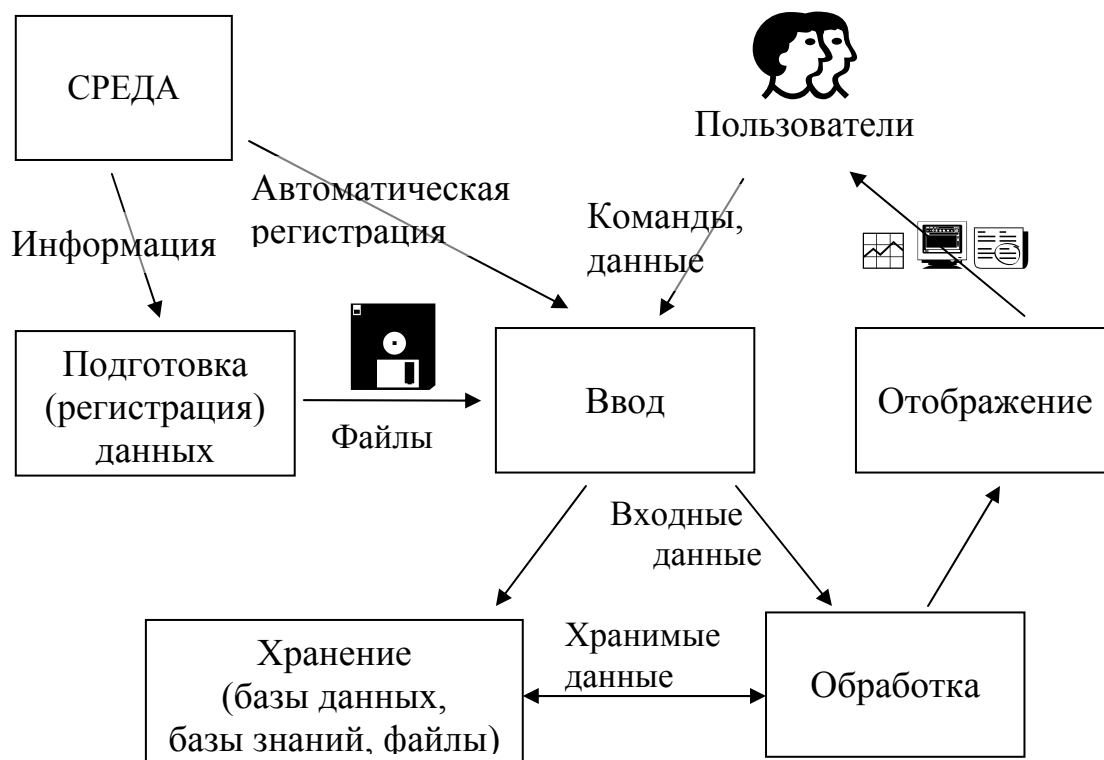 СРЕДА
Пользователи
Автоматическая
регистрация
Информация
Команды,
данные
Подготовка
(регистрация)
данных
Файлы
Ввод
Отображение
Входные
данные
Хранимые
данные
Хранение
(базы данных,
базы знаний, файлы)
Обработка